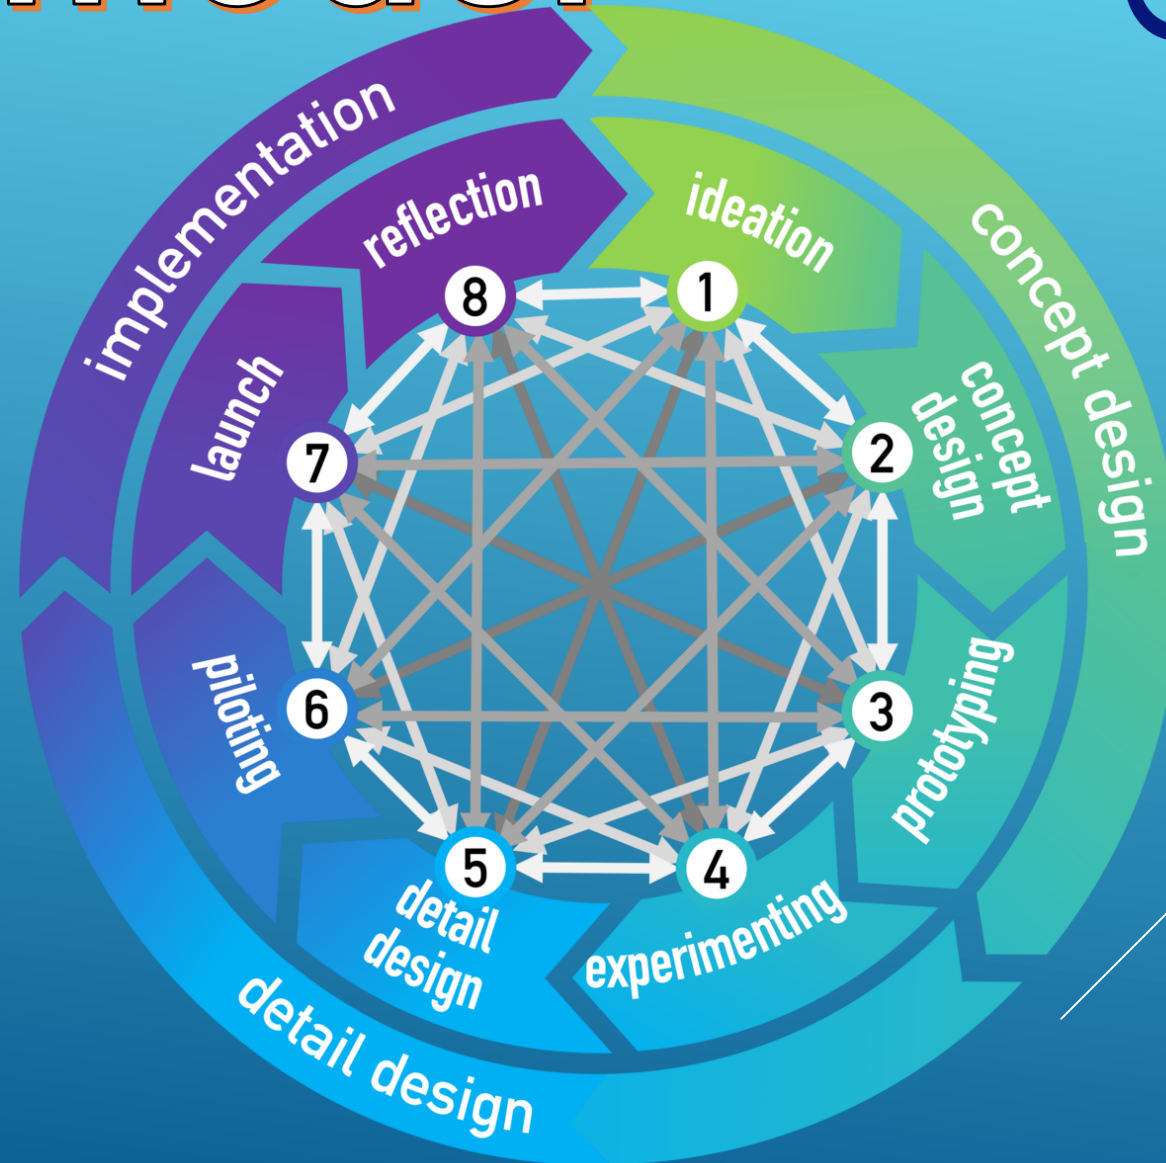 model
implementation
concept design
detail design
reflection
ideation
concept
design
prototyping
experimenting
detail
design
piloting
launch
1
2
3
4
5
6
7
8